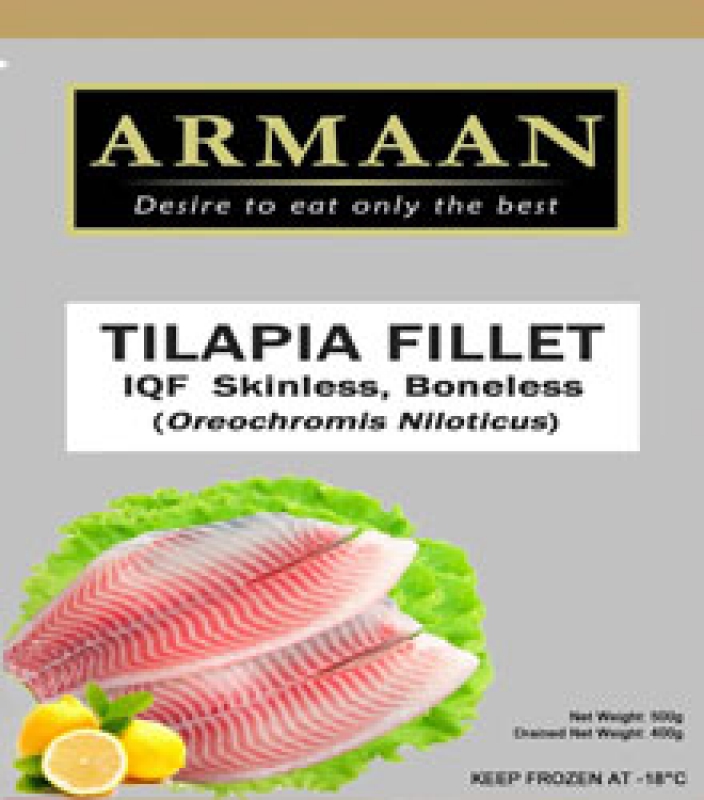 ARMAAN
Desire to eat only the best
TILAPIA FILLET
IQF Skinless, Boneless
(Oreochromis Niloticus)
Net Weight: 500g
Drained Net Weight: 400g
KEEP FROZEN AT -18°C